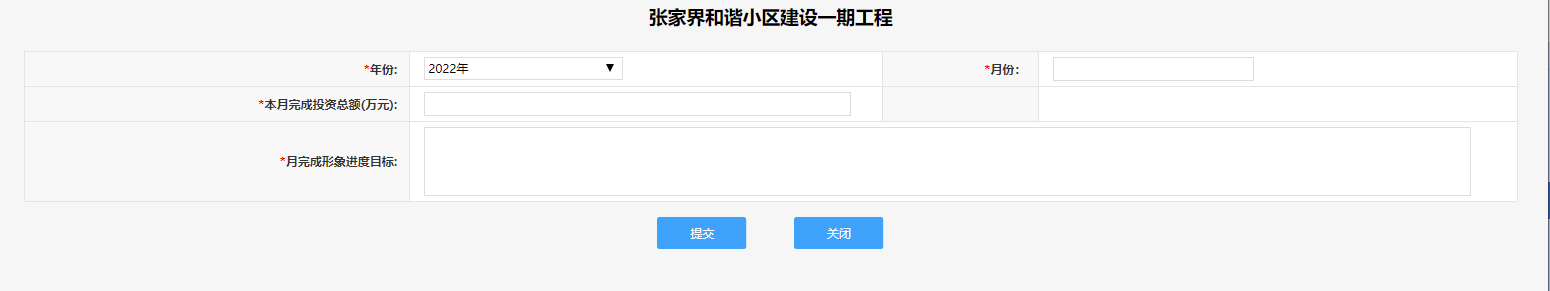 张家界和谐小区建设一期工程
*年份: 2022年 ▼ *月份:
*本月完成投资总额(万元):
*月完成形象进度目标:
提交 关闭